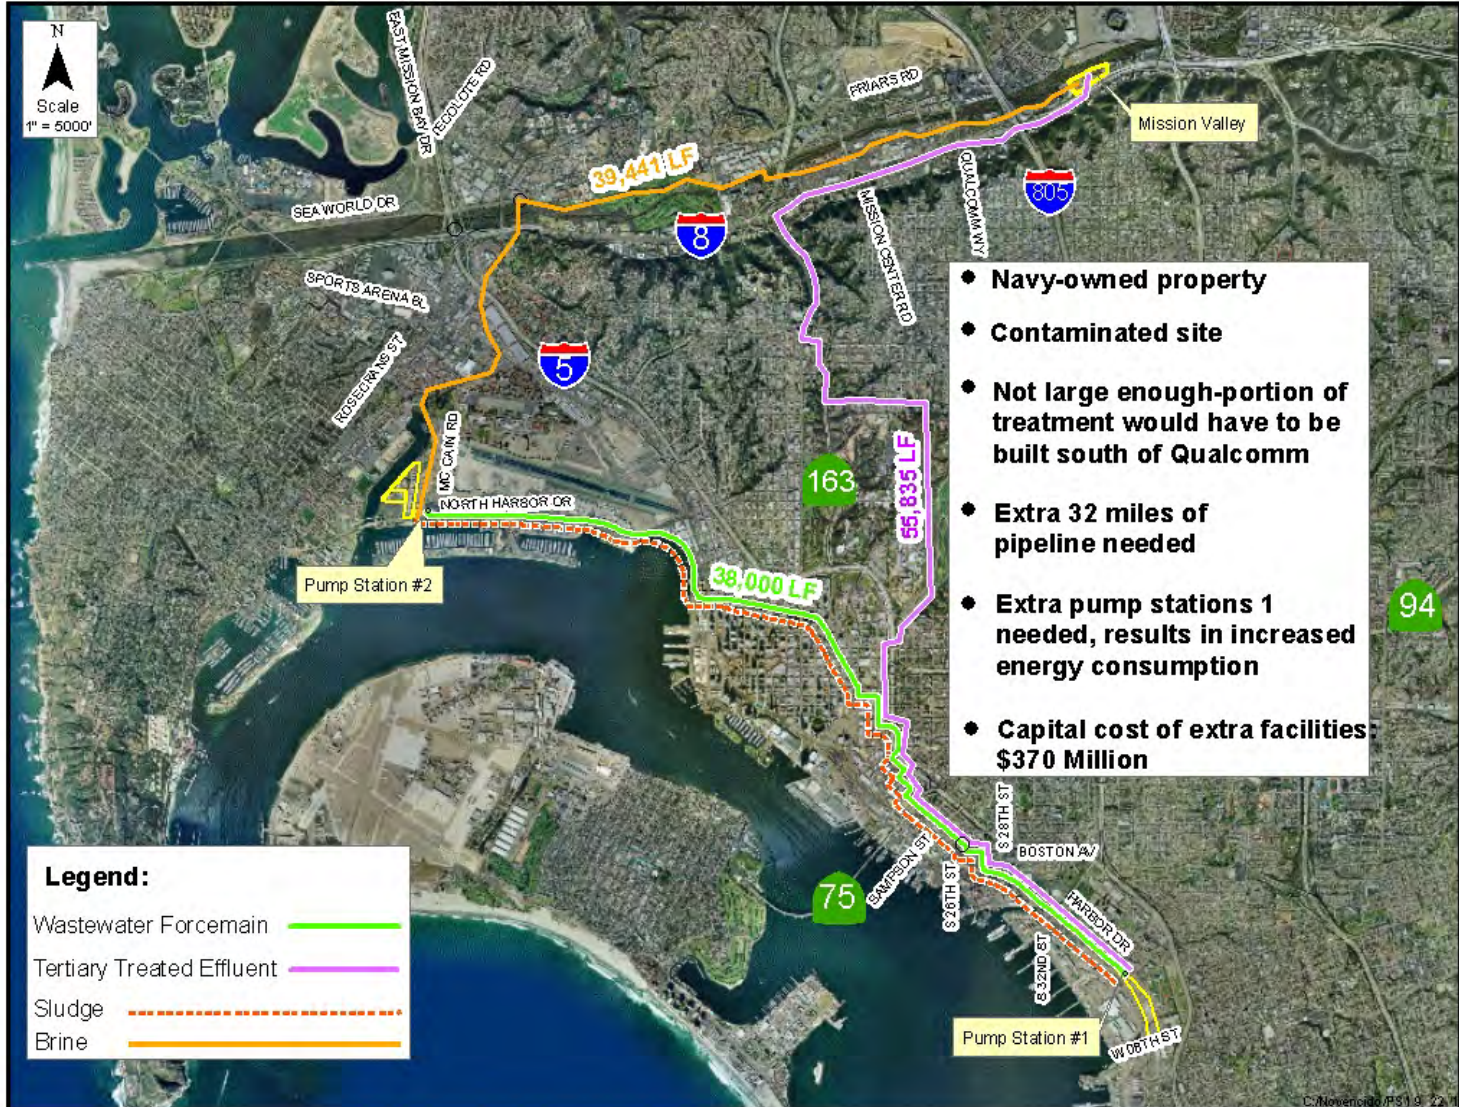 N
Scale
1" = 5000'
EAST MISSION BAY DR
TECOLOTE RD
FRIARS RD
Mission Valley
39,441 LF
SEA WORLD DR
8
MISSION CENTER RD
QUALCOMM WY
805
SPORTS ARENA BL
ROSECRANS ST
5
MC CAIN RD
NORTH HARBOR DR
Pump Station #2
163
55,835 LF
38,000 LF
94
• Navy-owned property
• Contaminated site
• Not large enough-portion of
treatment would have to be
built south of Qualcomm
• Extra 32 miles of
pipeline needed
• Extra pump stations 1
needed, results in increased
energy consumption
• Capital cost of extra facilities:
$370 Million
S 28TH ST
BOSTON AV
SAMPSON ST
S 26TH ST
75
HARBOR DR
S 32ND ST
Pump Station #1
W 08TH ST
Legend:
Wastewater Forcemain
Tertiary Treated Effluent
Sludge
Brine